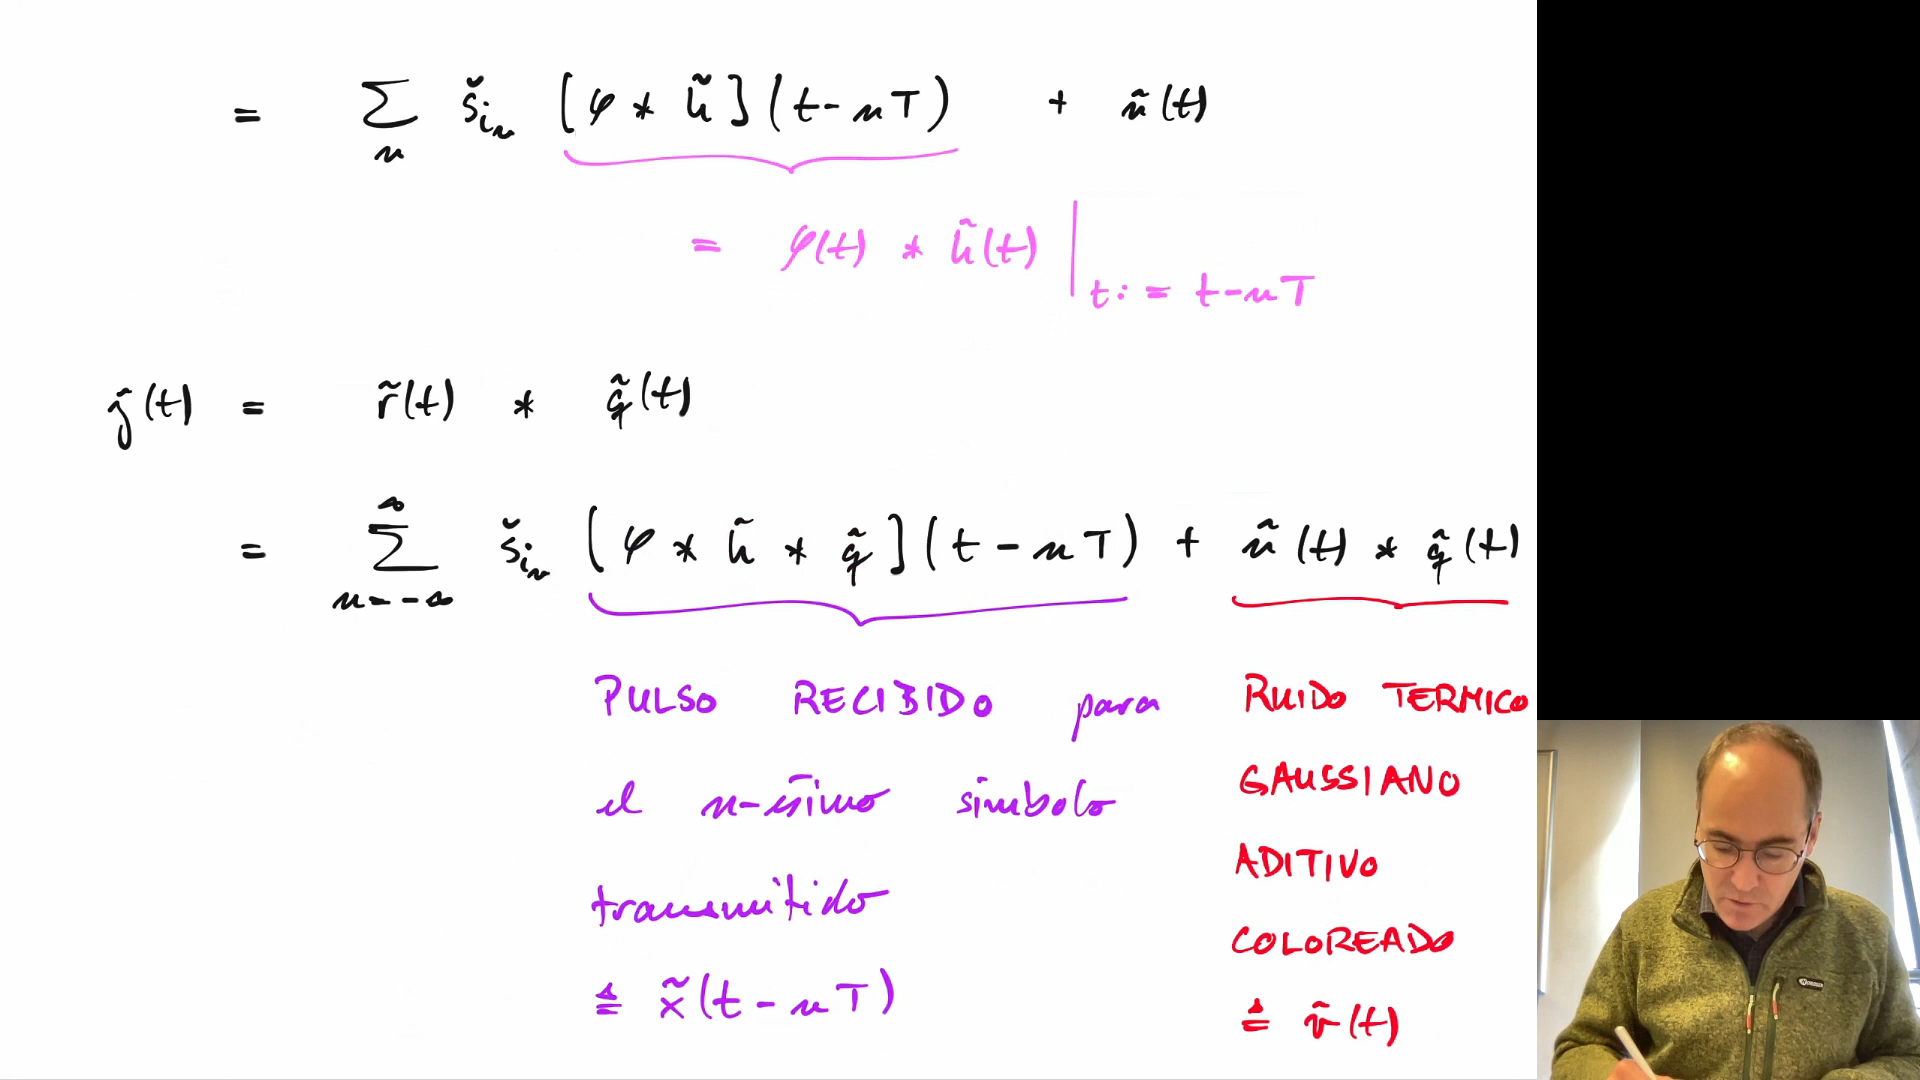 = ∑_n š_{i_n} [φ * h̃](t-nT) + ñ(t)
= φ(t) * h̃(t) |_{t := t-nT}
ỹ(t) = r̃(t) * q̃(t)
= ∑_{n=-∞}^{∞} š_{i_n} [φ * h̃ * q̃](t-nT) + ñ(t) * q̃(t)
PULSO RECIBIDO para
el n-ésimo símbolo
transmitido
≜ x̃(t-nT)
RUIDO TERMICO
GAUSSIANO
ADITIVO
COLOREADO
≜ ṽ(t)